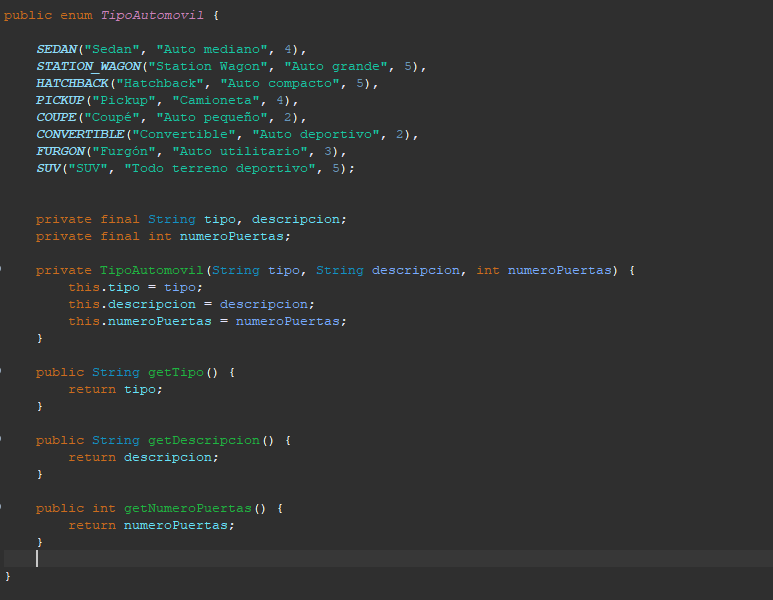 public enum TipoAutomovil {
SEDAN("Sedan", "Auto mediano", 4),
STATION_WAGON("Station Wagon", "Auto grande", 5),
HATCHBACK("Hatchback", "Auto compacto", 5),
PICKUP("Pickup", "Camioneta", 4),
COUPE("Coupé", "Auto pequeño", 2),
CONVERTIBLE("Convertible", "Auto deportivo", 2),
FURGON("Furgón", "Auto utilitario", 3),
SUV("SUV", "Todo terreno deportivo", 5);
private final String tipo, descripcion;
private final int numeroPuertas;
private TipoAutomovil(String tipo, String descripcion, int numeroPuertas) {
this.tipo = tipo;
this.descripcion = descripcion;
this.numeroPuertas = numeroPuertas;
}
public String getTipo() {
return tipo;
}
public String getDescripcion() {
return descripcion;
}
public int getNumeroPuertas() {
return numeroPuertas;
}
}